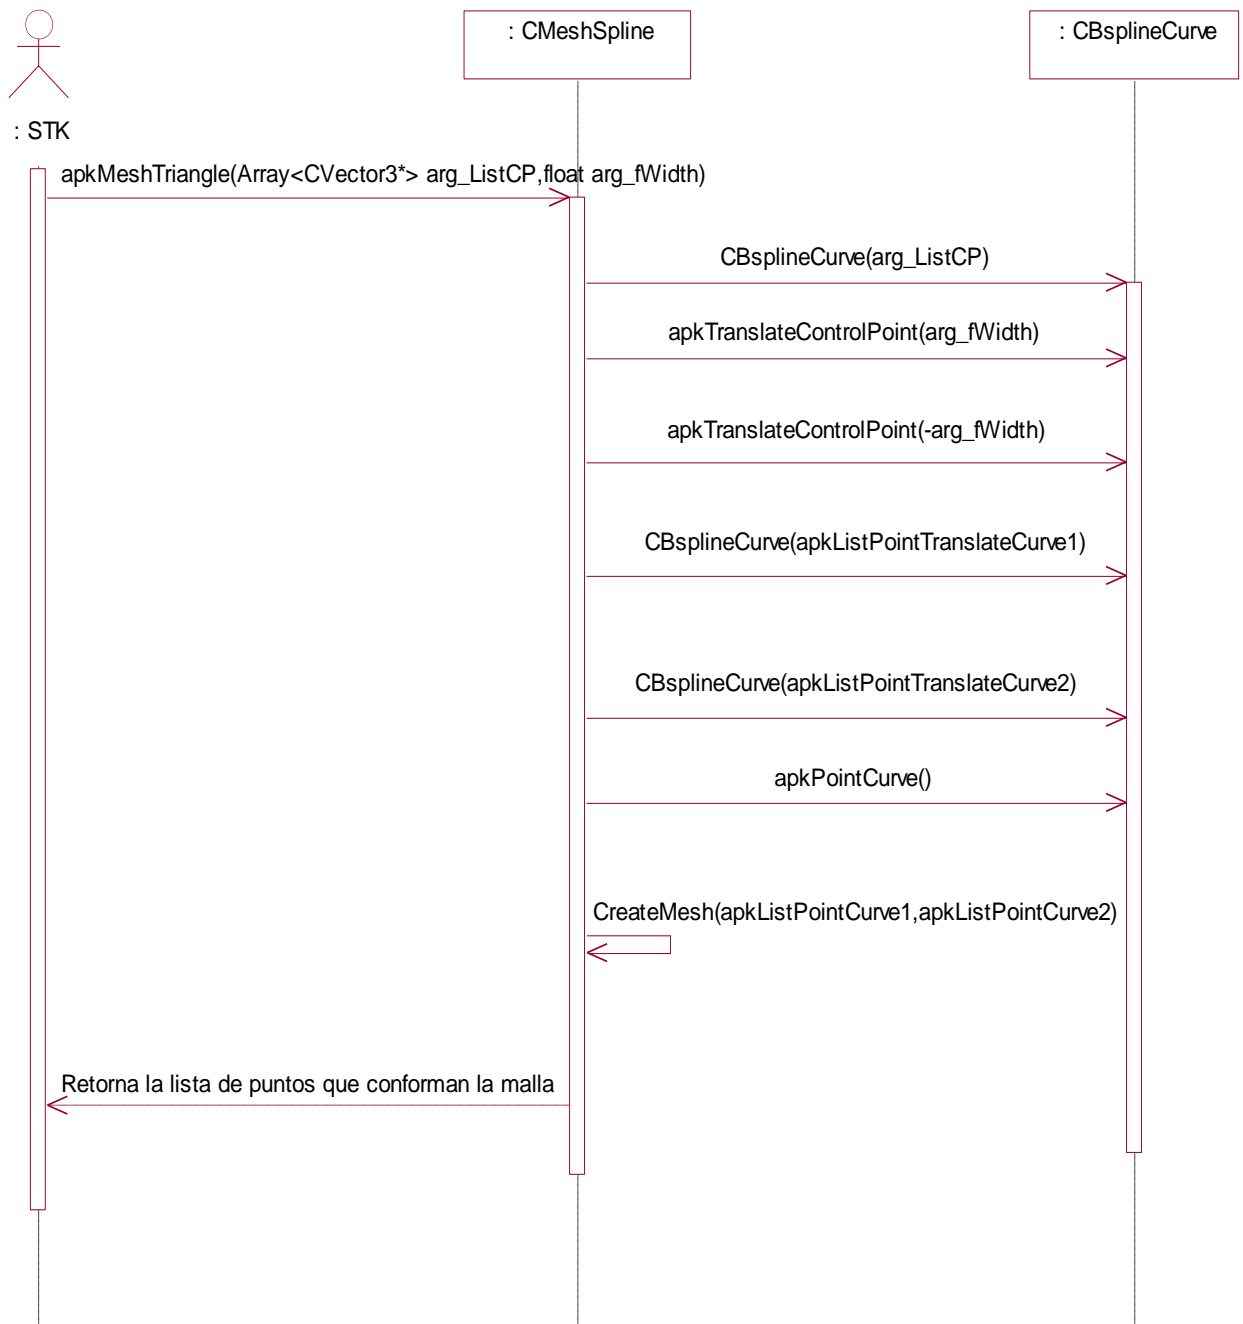 : CMeshSpline
: CBsplineCurve
: STK
apkMeshTriangle(Array<CVector3*> arg_ListCP,float arg_fWidth)
CBsplineCurve(arg_ListCP)
apkTranslateControlPoint(arg_fWidth)
apkTranslateControlPoint(-arg_fWidth)
CBsplineCurve(apkListPointTranslateCurve1)
CBsplineCurve(apkListPointTranslateCurve2)
apkPointCurve()
CreateMesh(apkListPointCurve1,apkListPointCurve2)
Retorna la lista de puntos que conforman la malla